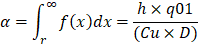 α = ∫_r^∞ f(x)dx = (h × q01) / (Cu × D)